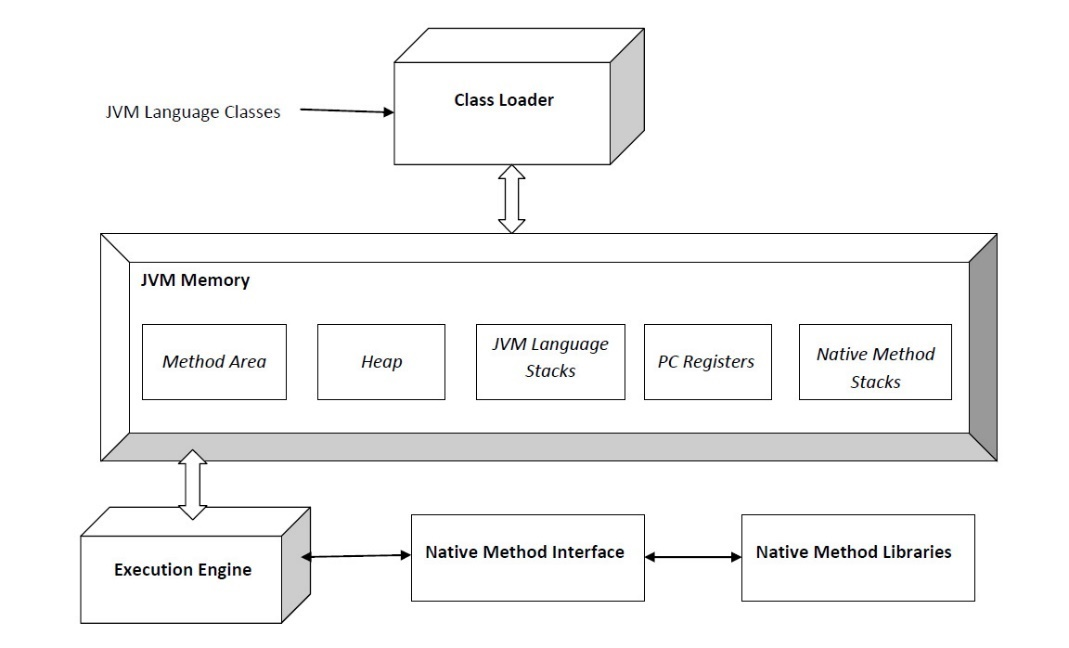 Class Loader
JVM Language Classes
JVM Memory
Method Area
Heap
JVM Language
Stacks
PC Registers
Native Method
Stacks
Execution Engine
Native Method Interface
Native Method Libraries